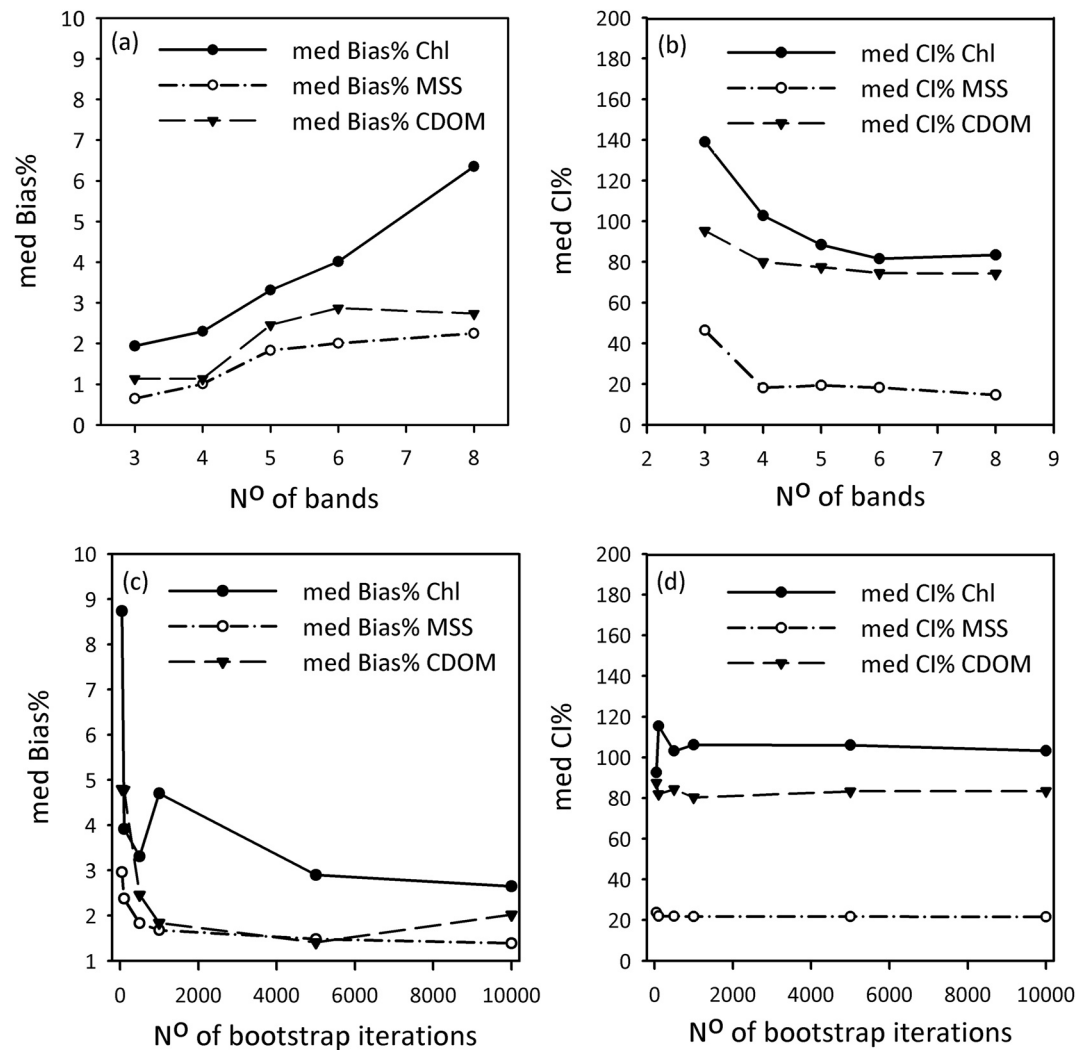 (a)
med Bias% Chl
med Bias% MSS
med Bias% CDOM
10
9
8
7
6
5
4
3
2
1
0
med Bias%
3 4 5 6 7 8
Nº of bands
(b)
med CI% Chl
med CI% MSS
med CI% CDOM
200
180
160
140
120
100
80
60
40
20
0
med CI%
2 3 4 5 6 7 8 9
Nº of bands
(c)
med Bias% Chl
med Bias% MSS
med Bias% CDOM
10
9
8
7
6
5
4
3
2
1
med Bias%
0 2000 4000 6000 8000 10000
Nº of bootstrap iterations
(d)
med CI% Chl
med CI% MSS
med CI% CDOM
200
180
160
140
120
100
80
60
40
20
0
med CI%
0 2000 4000 6000 8000 10000
Nº of bootstrap iterations